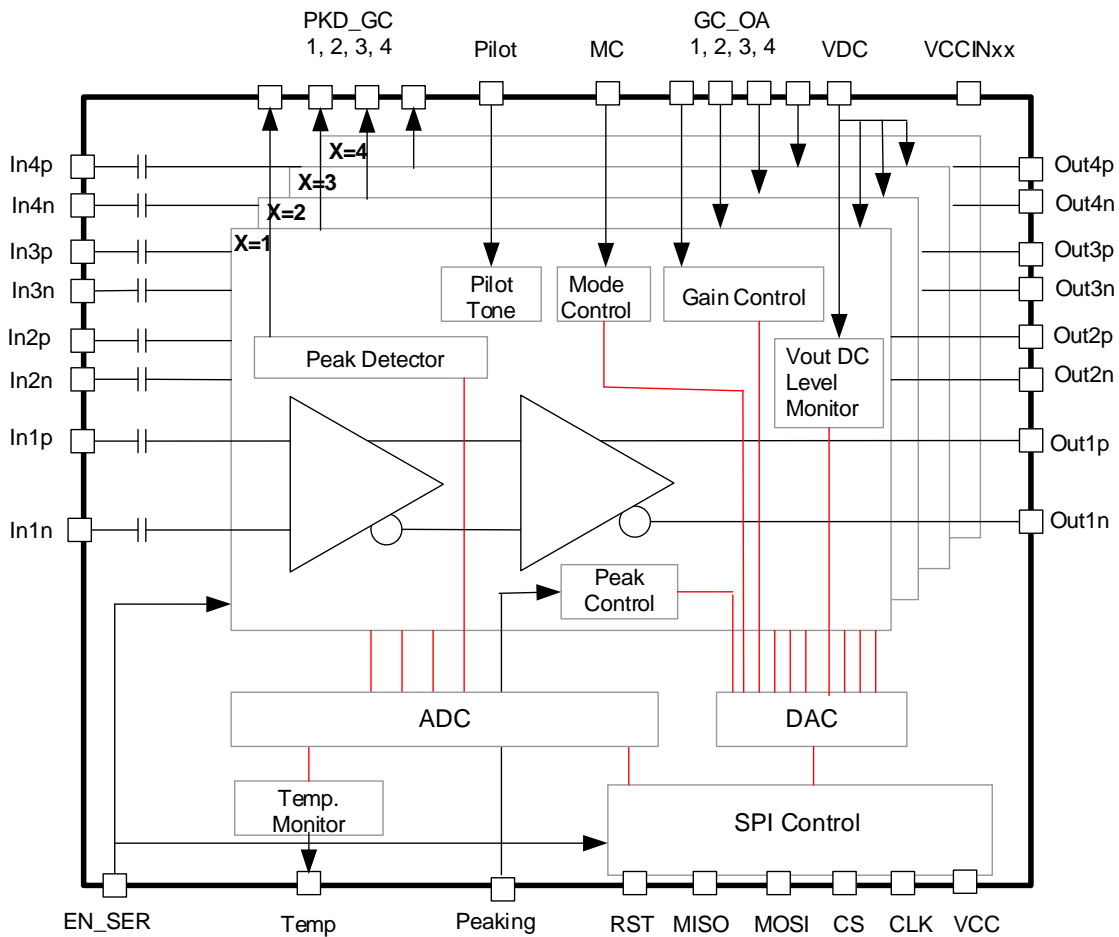 PKD_GC
1, 2, 3, 4
Pilot
MC
GC_OA
1, 2, 3, 4
VDC
VCCINxx
In4p
In4n
In3p
In3n
In2p
In2n
In1p
In1n
X=4
X=3
X=2
X=1
Pilot
Tone
Mode
Control
Gain Control
Peak Detector
Vout DC
Level
Monitor
Out4p
Out4n
Out3p
Out3n
Out2p
Out2n
Out1p
Out1n
Peak
Control
ADC
DAC
Temp.
Monitor
SPI Control
EN_SER
Temp
Peaking
RST
MISO
MOSI
CS
CLK
VCC